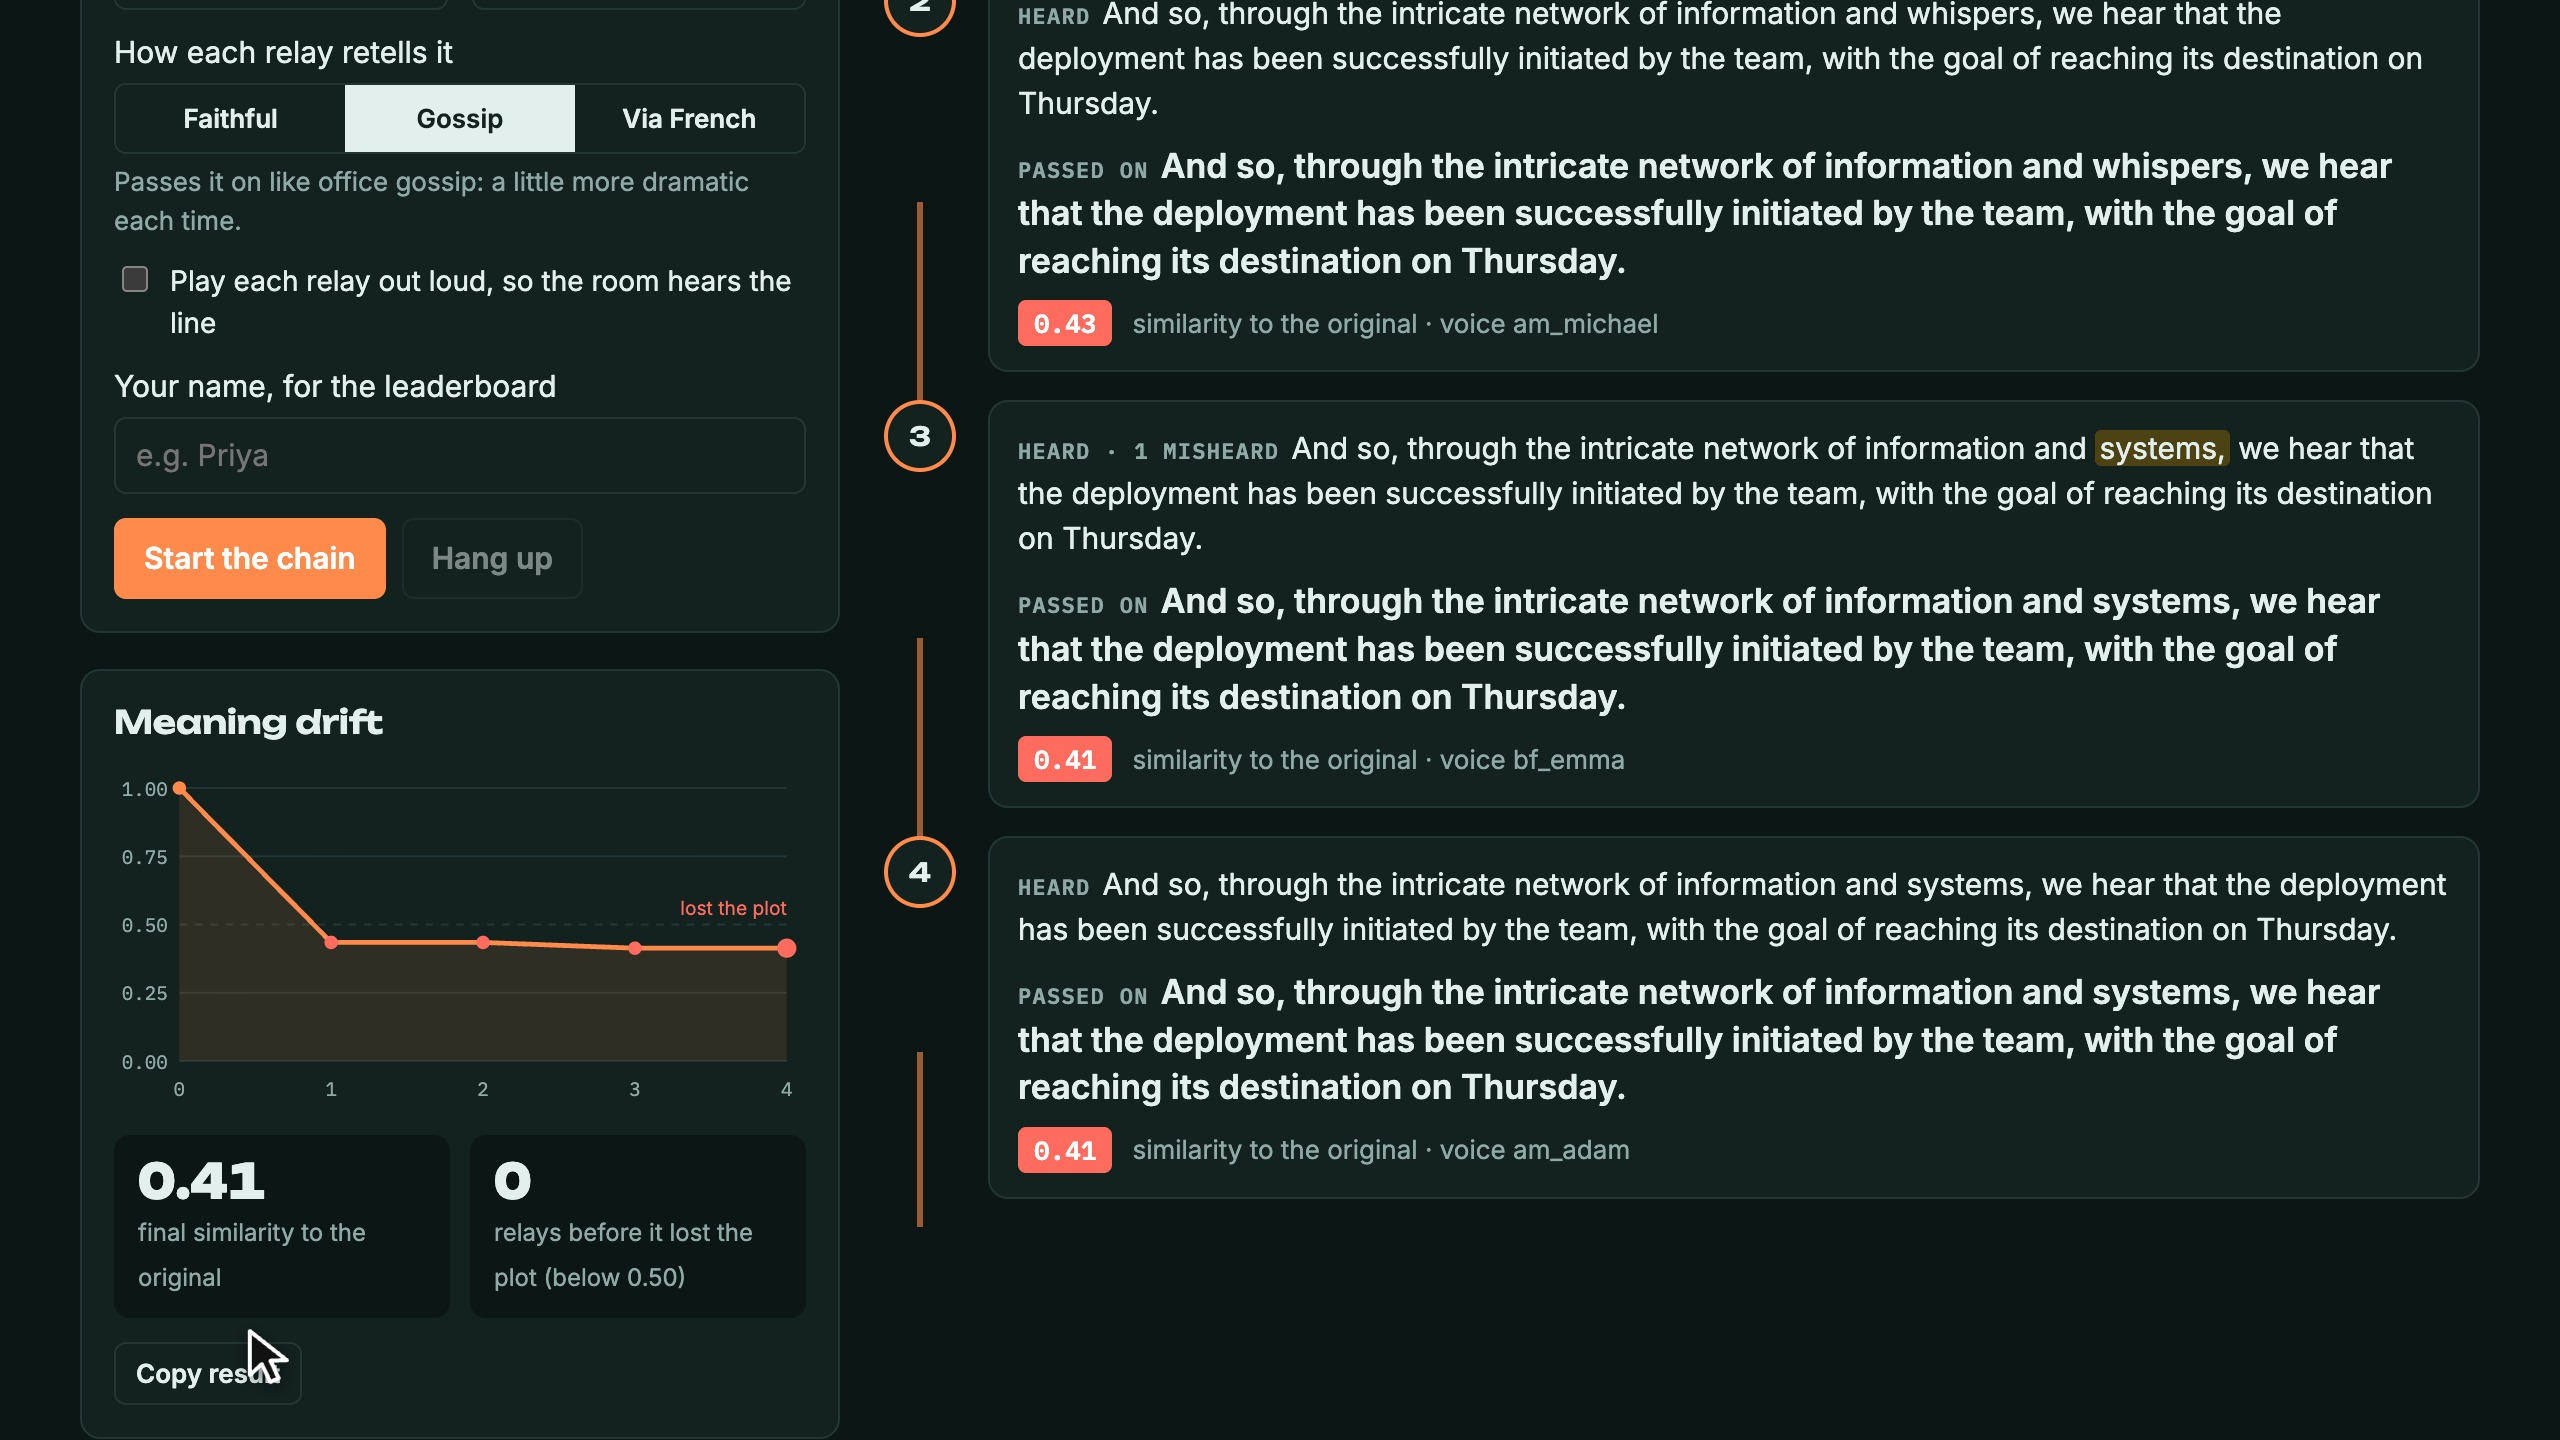 How each relay retells it
Faithful
Gossip
Via French
Passes it on like office gossip: a little more dramatic
each time.
Play each relay out loud, so the room hears the
line
Your name, for the leaderboard
e.g. Priya
Start the chain
Hang up
Meaning drift
1.00
0.75
lost the plot
0.50
0.25
0.00
0 1 2 3 4
0.41
final similarity to the
original
0
relays before it lost the
plot (below 0.50)
Copy result
2
HEARD And so, through the intricate network of information and whispers, we hear that the
deployment has been successfully initiated by the team, with the goal of reaching its destination on
Thursday.
PASSED ON And so, through the intricate network of information and whispers, we hear
that the deployment has been successfully initiated by the team, with the goal of
reaching its destination on Thursday.
0.43 similarity to the original · voice am_michael
3
HEARD · 1 MISHEARD And so, through the intricate network of information and systems, we hear that
the deployment has been successfully initiated by the team, with the goal of reaching its destination
on Thursday.
PASSED ON And so, through the intricate network of information and systems, we hear
that the deployment has been successfully initiated by the team, with the goal of
reaching its destination on Thursday.
0.41 similarity to the original · voice bf_emma
4
HEARD And so, through the intricate network of information and systems, we hear that the deployment
has been successfully initiated by the team, with the goal of reaching its destination on Thursday.
PASSED ON And so, through the intricate network of information and systems, we hear
that the deployment has been successfully initiated by the team, with the goal of
reaching its destination on Thursday.
0.41 similarity to the original · voice am_adam